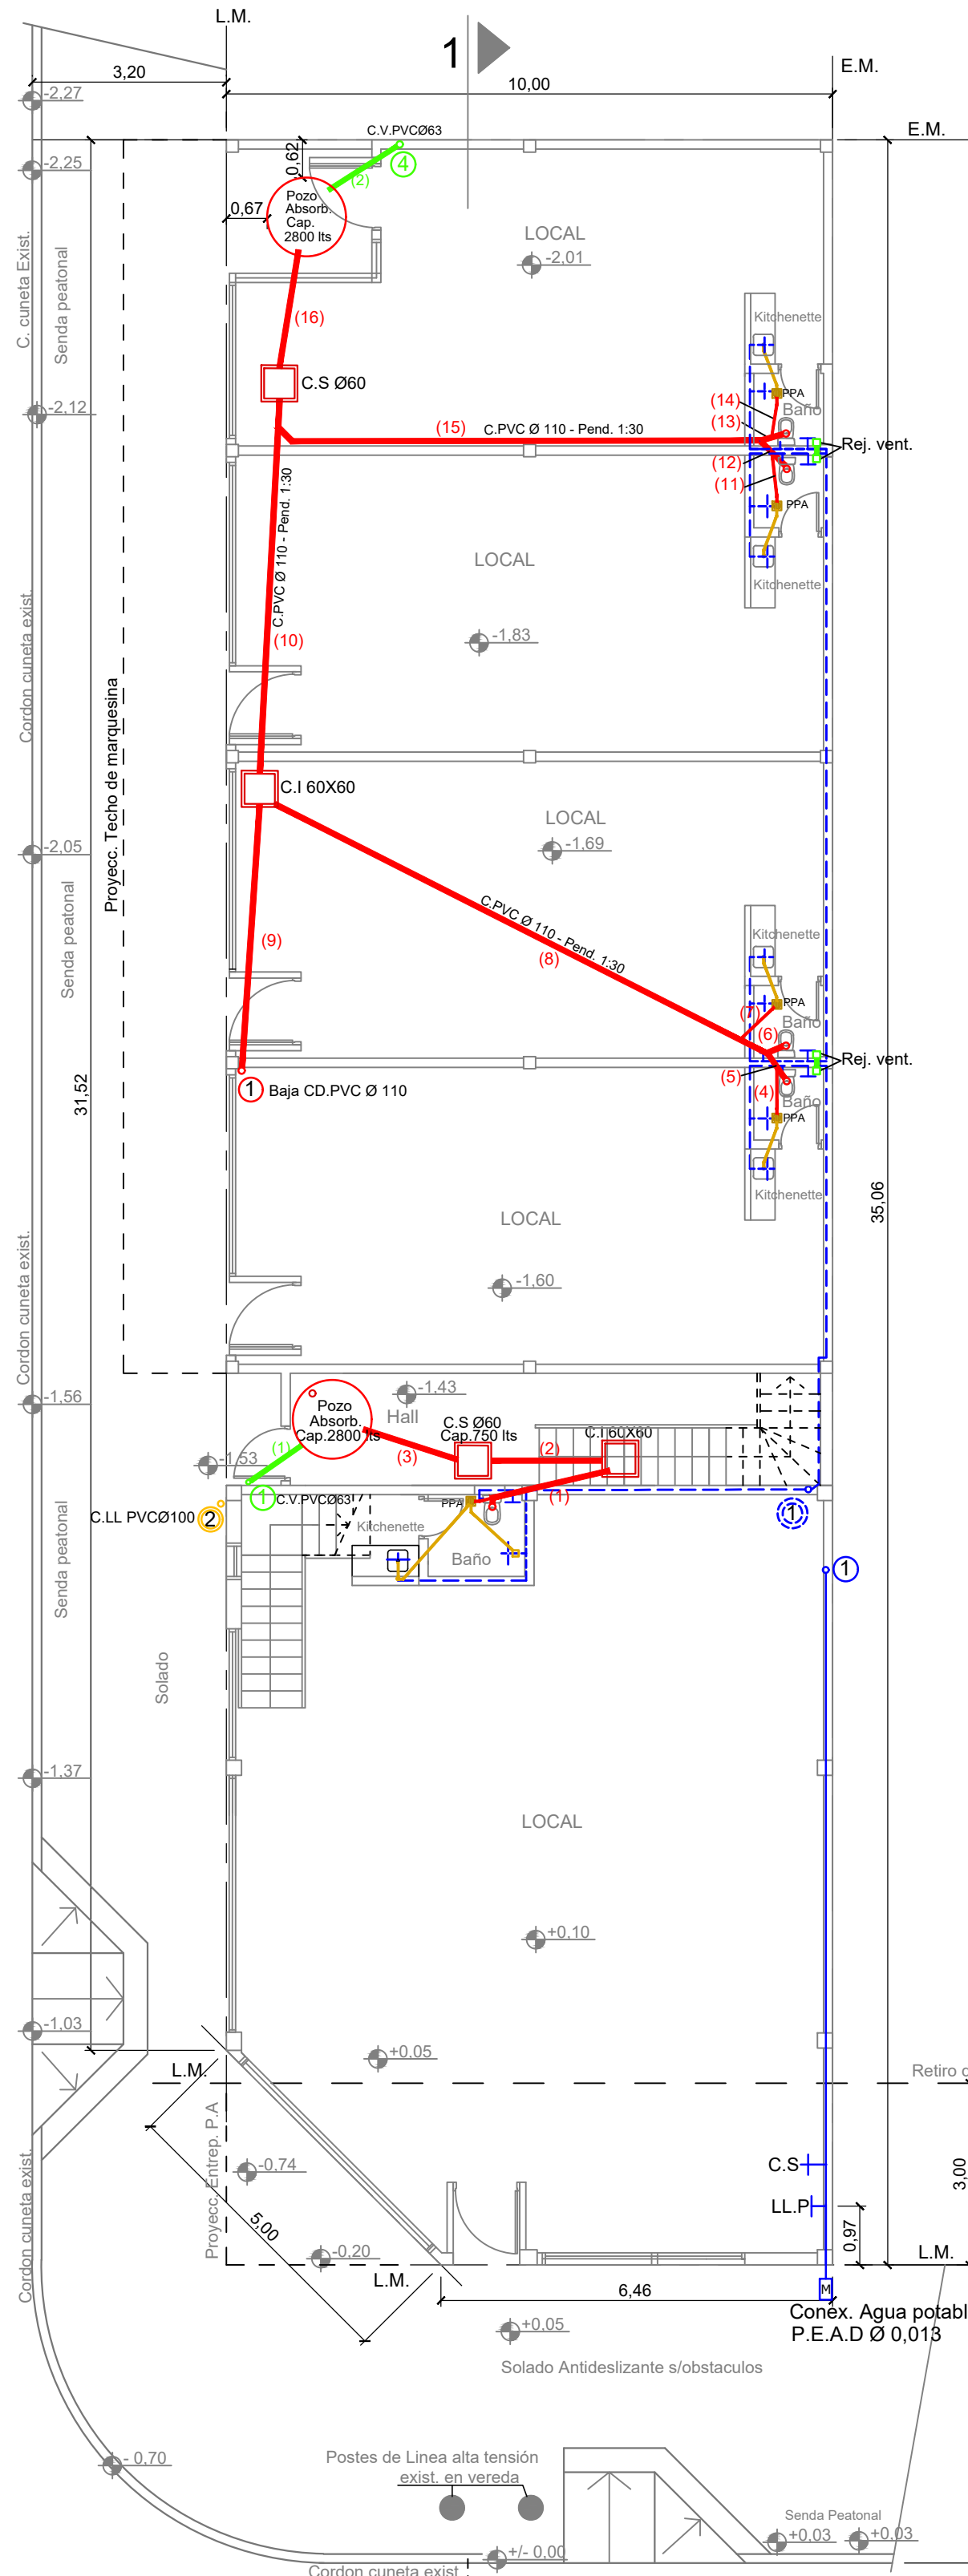 L.M.
1
3,20
10,00
E.M.
-2,27
C.V.PVCØ63
E.M.
4
(2)
0,62
-2,25
Pozo
Absorb.
Cap.
2800 lts
0,67
LOCAL
-2,01
C. cuneta Exist.
Senda peatonal
(16)
Kitchenette
C.S Ø60
PPA
(14)
Baño
-2,12
(13)
(15)
C.PVC Ø 110 - Pend. 1:30
Rej. vent.
(12)
(11)
PPA
C.PVC Ø 110 - Pend. 1:30
LOCAL
Kitchenette
Cordon cuneta exist.
-1,83
(10)
Proyecc. Techo de marquesina
C.I 60X60
LOCAL
-1,69
-2,05
Senda peatonal
C.PVC Ø 110 - Pend. 1:30
(9)
(8)
Kitchenette
PPA
(7)
Baño
(6)
Rej. vent.
(5)
1
Baja CD.PVC Ø 110
(4)
Baño
PPA
31,52
35,06
Kitchenette
LOCAL
-1,60
Cordon cuneta exist.
-1,43
-1,56
Pozo
Absorb.
Cap.2800 lts
Hall
C.S Ø60
Cap.750 lts
C.I 60X60
(1)
(3)
(2)
-1,53
(1)
1
C.V.PVCØ63
PPA
C.LL PVCØ100
2
1
Kitchenette
Baño
1
Senda peatonal
Solado
-1,37
LOCAL
+0,10
-1,03
+0,05
L.M.
Retiro
Proyecc. Entrep. P.A
-0,74
C.S
3,00
LL.P
5,00
0,97
-0,20
L.M.
L.M.
Cordon cuneta exist.
6,46
M
+0,05
Conex. Agua potabl
P.E.A.D Ø 0,013
Solado Antideslizante s/obstaculos
Postes de Linea alta tensión
exist. en vereda
- 0,70
Senda Peatonal
+0,03
+0,03
+/- 0,00
Cordon cuneta exist.